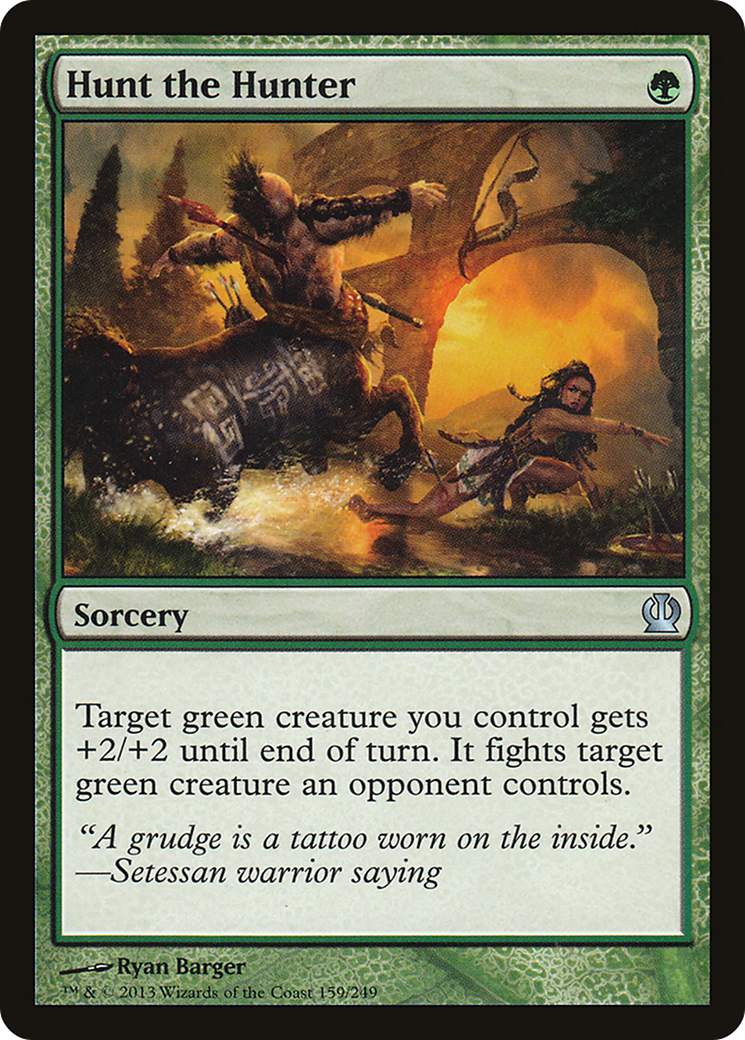 Hunt the Hunter
Sorcery
Target green creature you control gets
+2/+2 until end of turn. It fights target
green creature an opponent controls.
“A grudge is a tattoo worn on the inside.”
—Setessan warrior saying
Ryan Barger
™ & © 2013 Wizards of the Coast 159/249